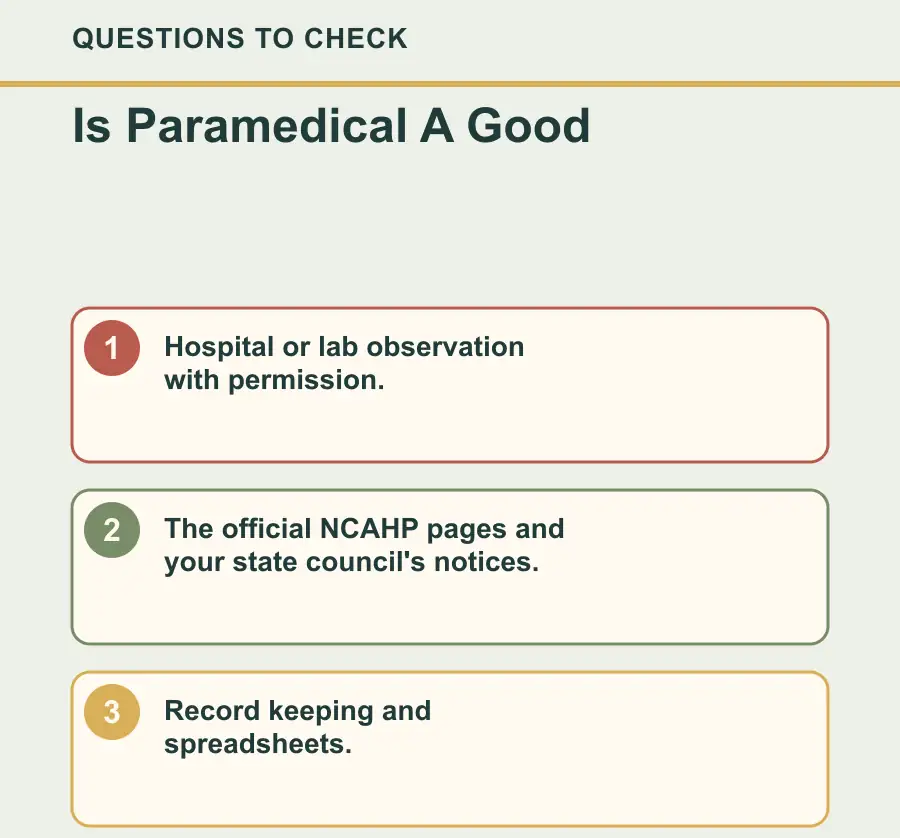 QUESTIONS TO CHECK
Is Paramedical A Good
1
Hospital or lab observation
with permission.
2
The official NCAHP pages and
your state council's notices.
3
Record keeping and
spreadsheets.